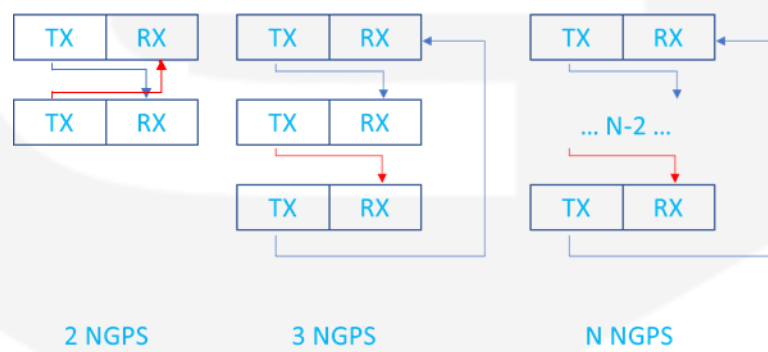 TX RX TX RX TX RX
TX RX TX RX ... N-2 ...
TX RX TX RX
2 NGPS 3 NGPS N NGPS